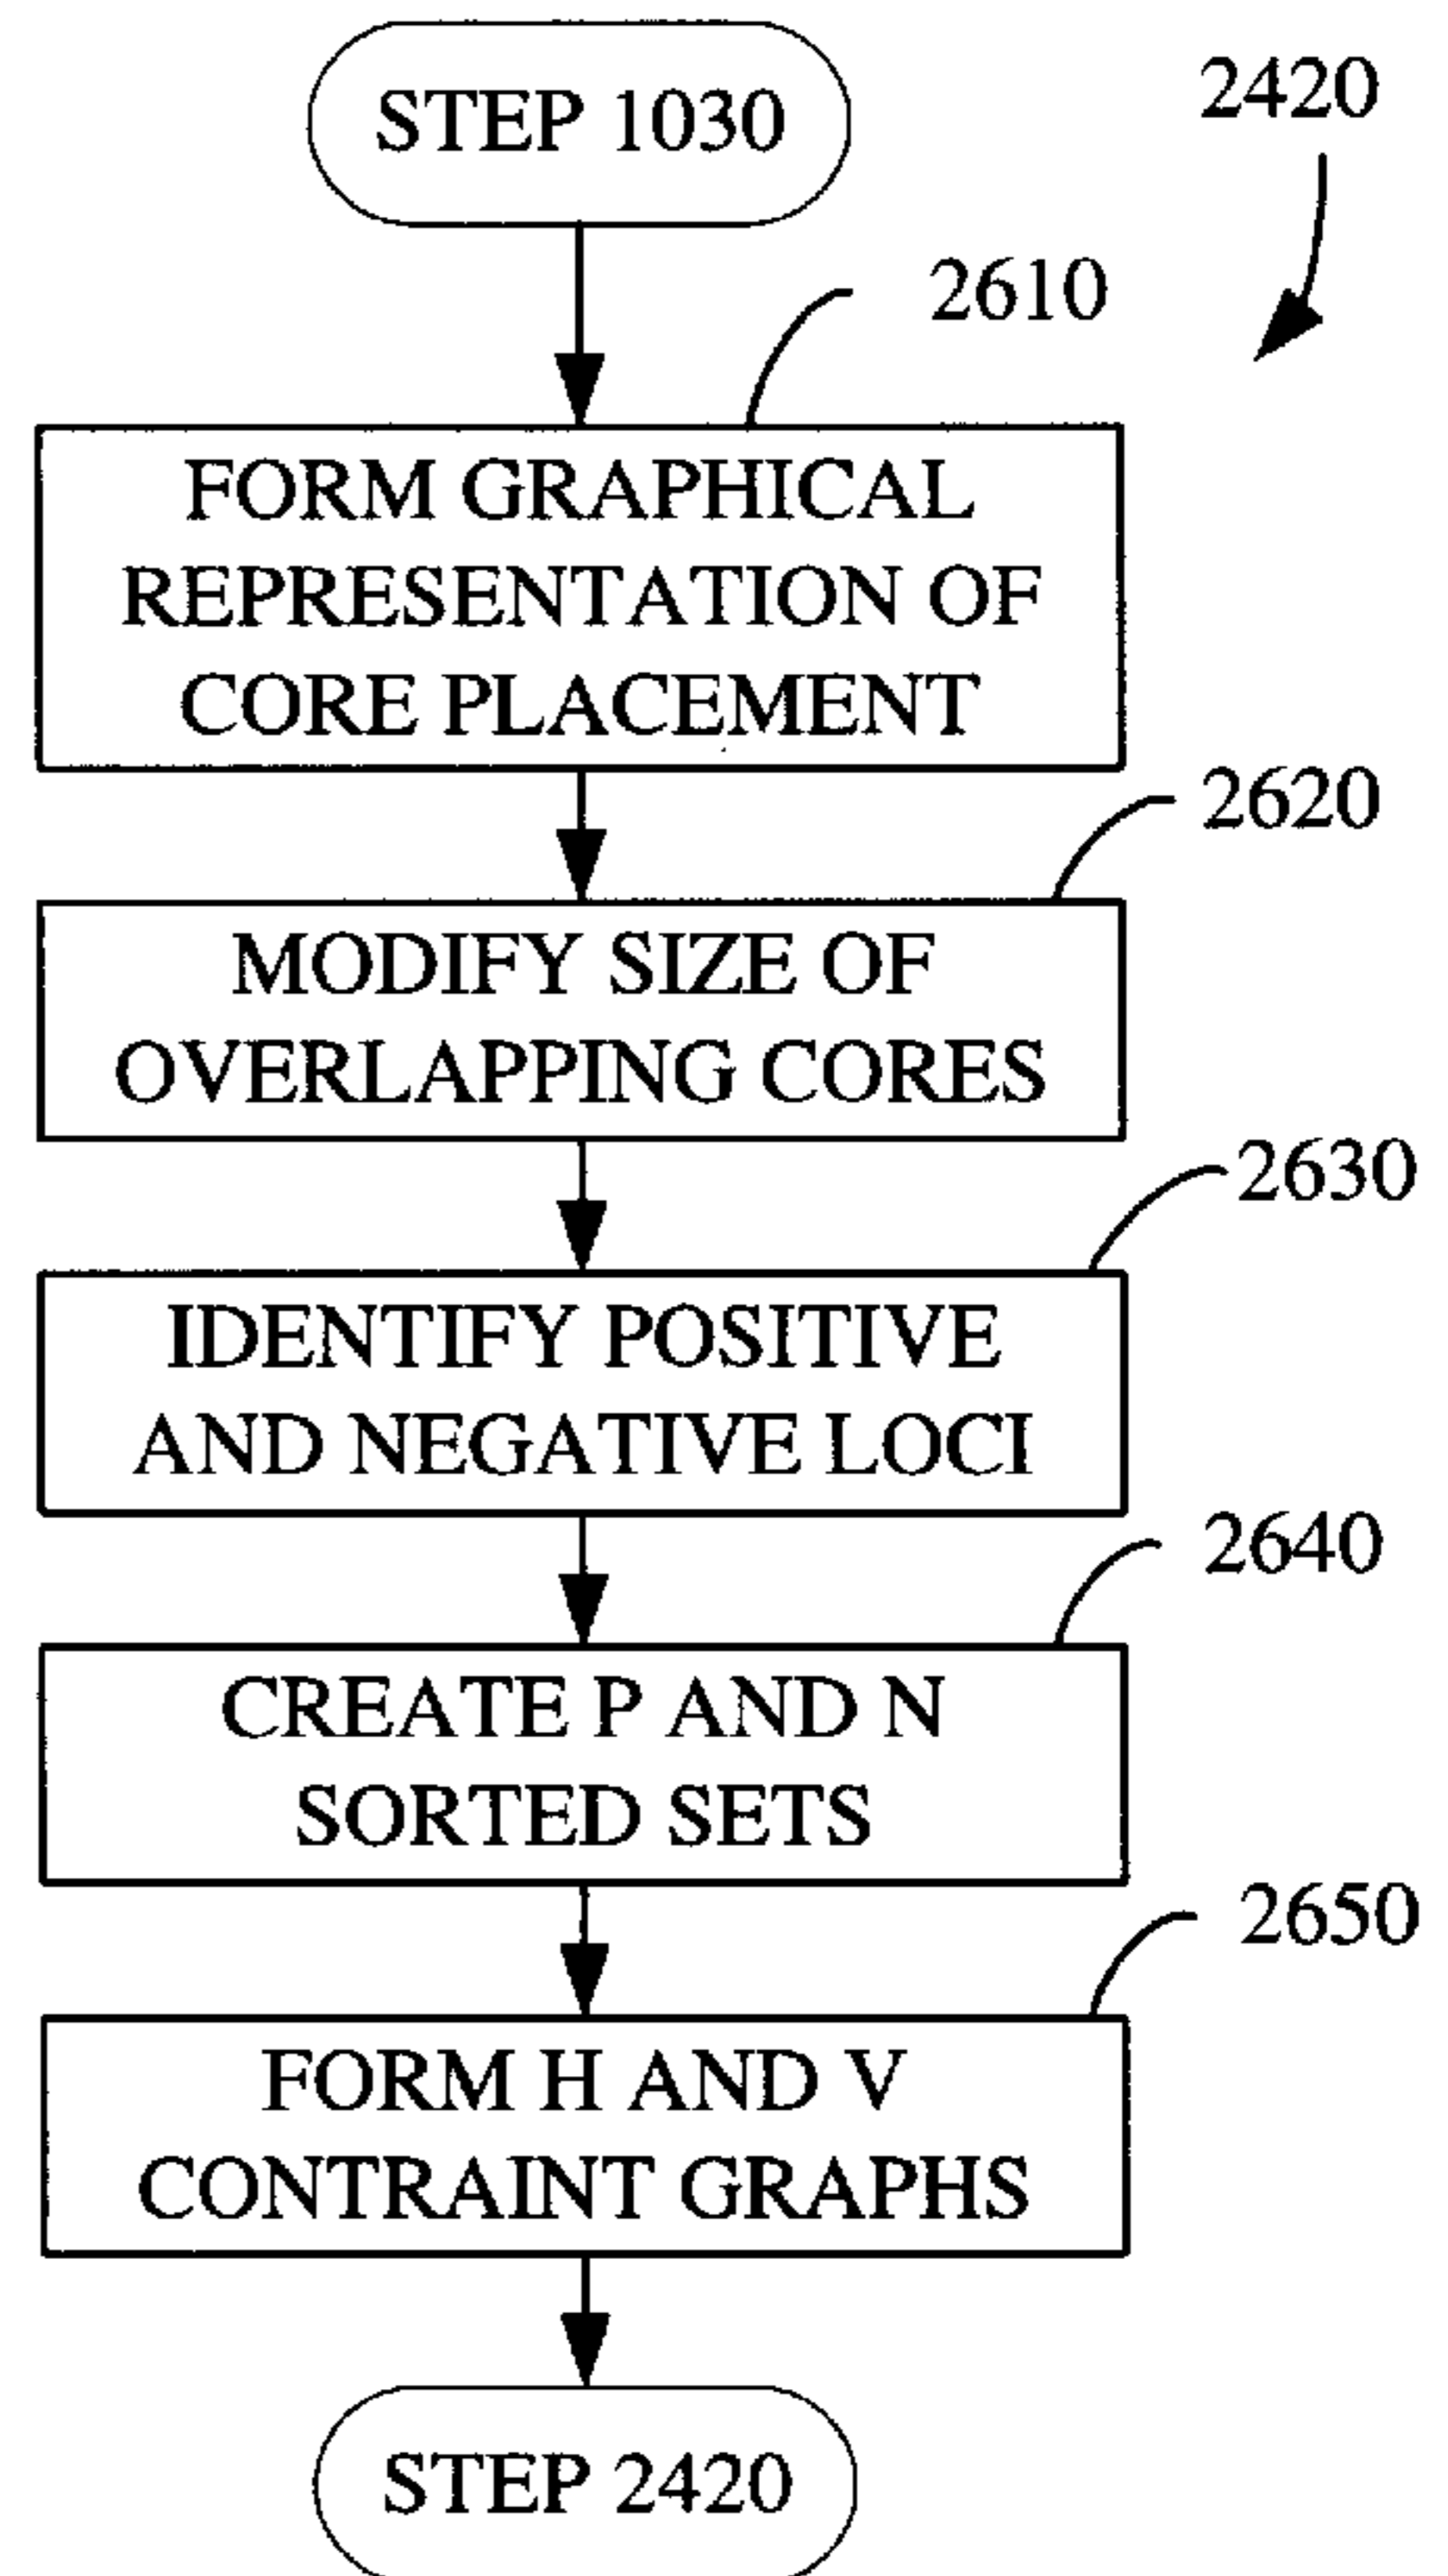 STEP 1030
2420
2610
FORM GRAPHICAL
REPRESENTATION OF
CORE PLACEMENT
2620
MODIFY SIZE OF
OVERLAPPING CORES
2630
IDENTIFY POSITIVE
AND NEGATIVE LOCI
2640
CREATE P AND N
SORTED SETS
2650
FORM H AND V
CONTRAINT GRAPHS
STEP 2420